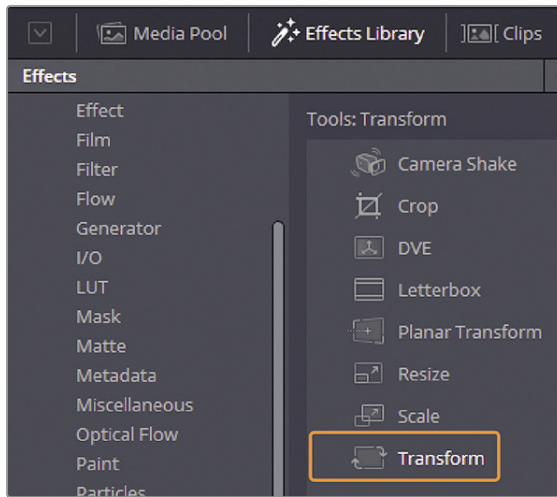 Media Pool Effects Library Clips
Effects
Effect
Film
Filter
Flow
Generator
I/O
LUT
Mask
Matte
Metadata
Miscellaneous
Optical Flow
Paint
Particles
Tools: Transform
Camera Shake
Crop
DVE
Letterbox
Planar Transform
Resize
Scale
Transform